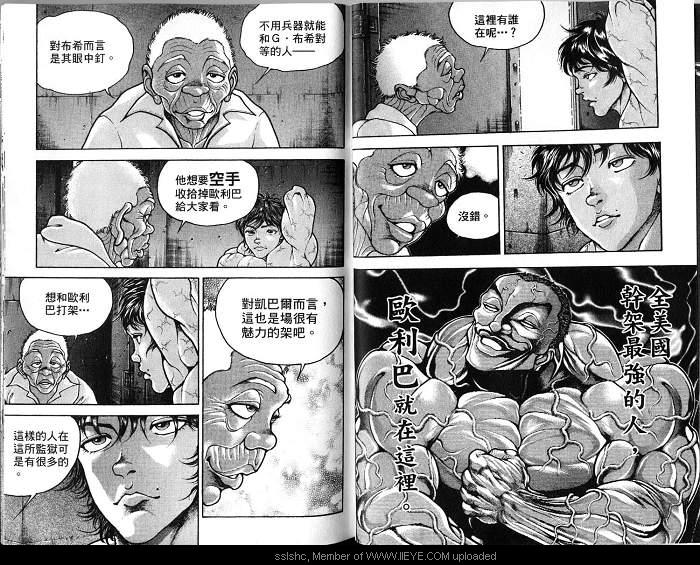 這裡有誰
在呢…?
沒錯。
全美國
幹架最強的人，
歐利巴就在這裡。
不用兵器就能
和G・布希對
等的人——
對布希而言
是其眼中釘。
他想要空手
收拾掉歐利巴
給大家看。
對凱巴爾而言，
這也是場很有
魅力的架吧。
想和歐利
巴打架…
這樣的人在
這所監獄可
是有很多的
。
sslshc, Member of WWW.IIEYE.COM uploaded